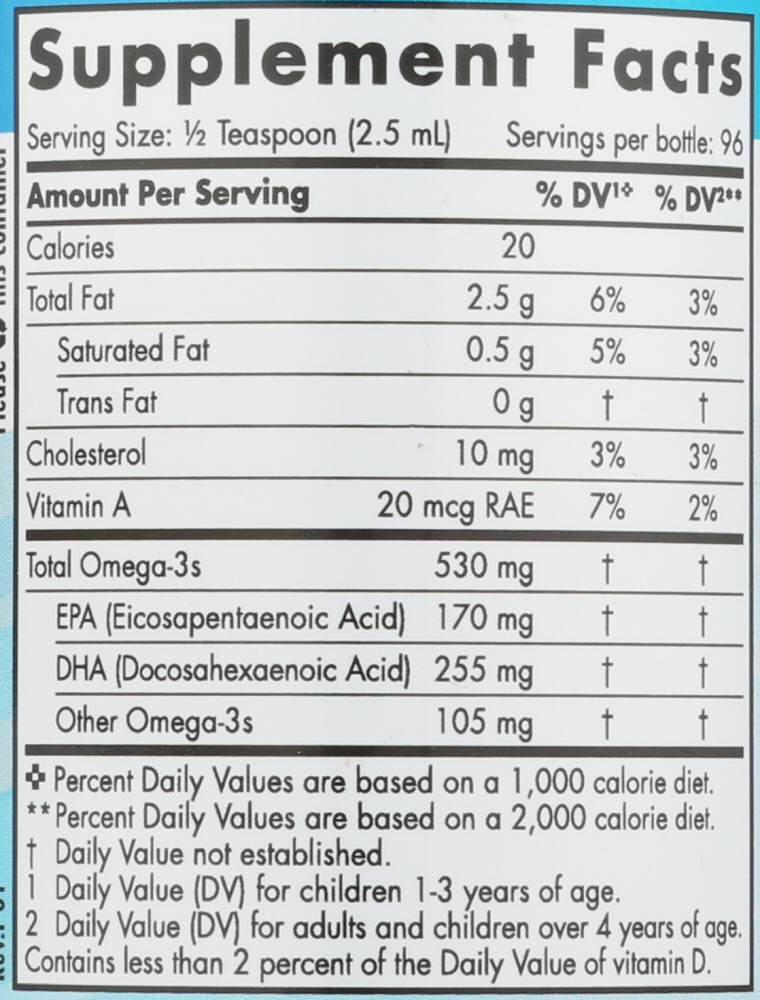 Supplement Facts
Serving Size: ½ Teaspoon (2.5 mL) Servings per bottle: 96
Amount Per Serving % DV¹✤ % DV²**
Calories 20
Total Fat 2.5 g 6% 3%
Saturated Fat 0.5 g 5% 3%
Trans Fat 0 g † †
Cholesterol 10 mg 3% 3%
Vitamin A 20 mcg RAE 7% 2%
Total Omega-3s 530 mg † †
EPA (Eicosapentaenoic Acid) 170 mg † †
DHA (Docosahexaenoic Acid) 255 mg † †
Other Omega-3s 105 mg † †
✤ Percent Daily Values are based on a 1,000 calorie diet.
** Percent Daily Values are based on a 2,000 calorie diet.
† Daily Value not established.
1 Daily Value (DV) for children 1-3 years of age.
2 Daily Value (DV) for adults and children over 4 years of age.
Contains less than 2 percent of the Daily Value of vitamin D.